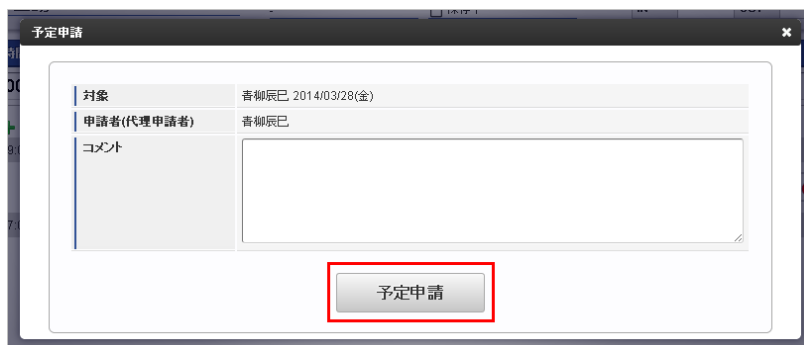 予定申請
対象 青柳辰巳 2014/03/28(金)
申請者(代理申請者) 青柳辰巳
コメント
予定申請